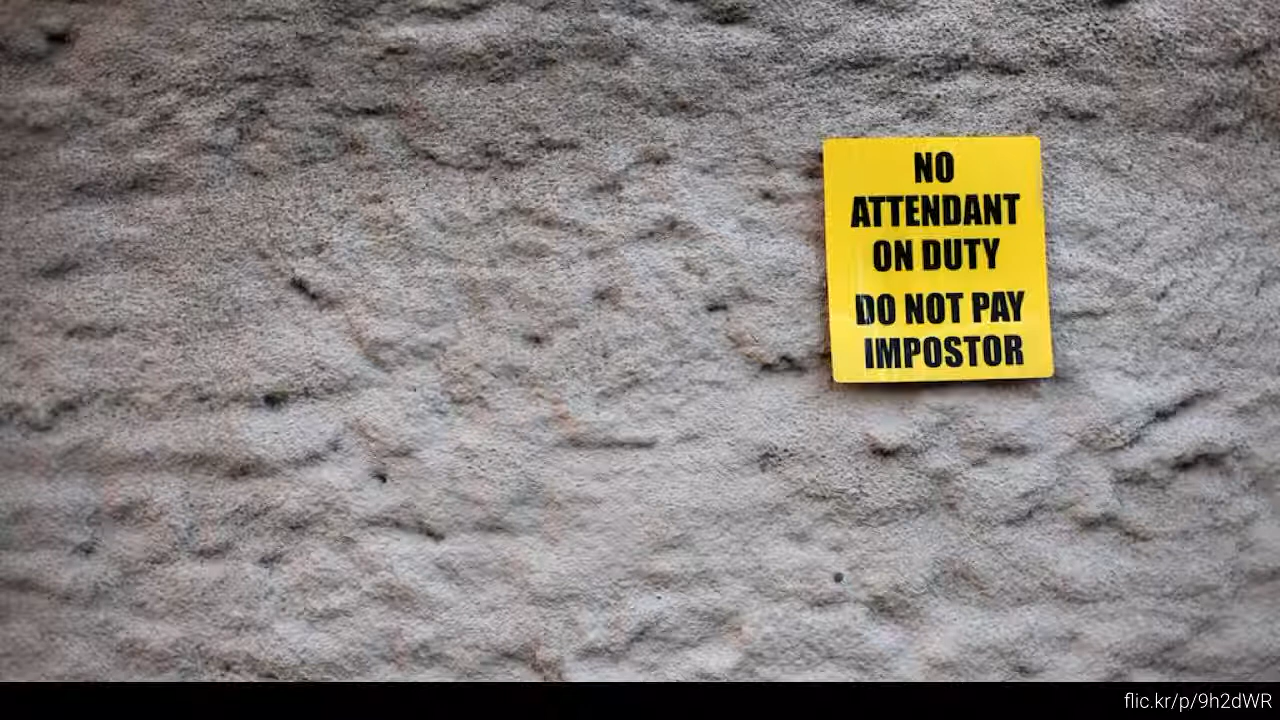 NO
ATTENDANT
ON DUTY
DO NOT PAY
IMPOSTOR
flic.kr/p/9h2dWR